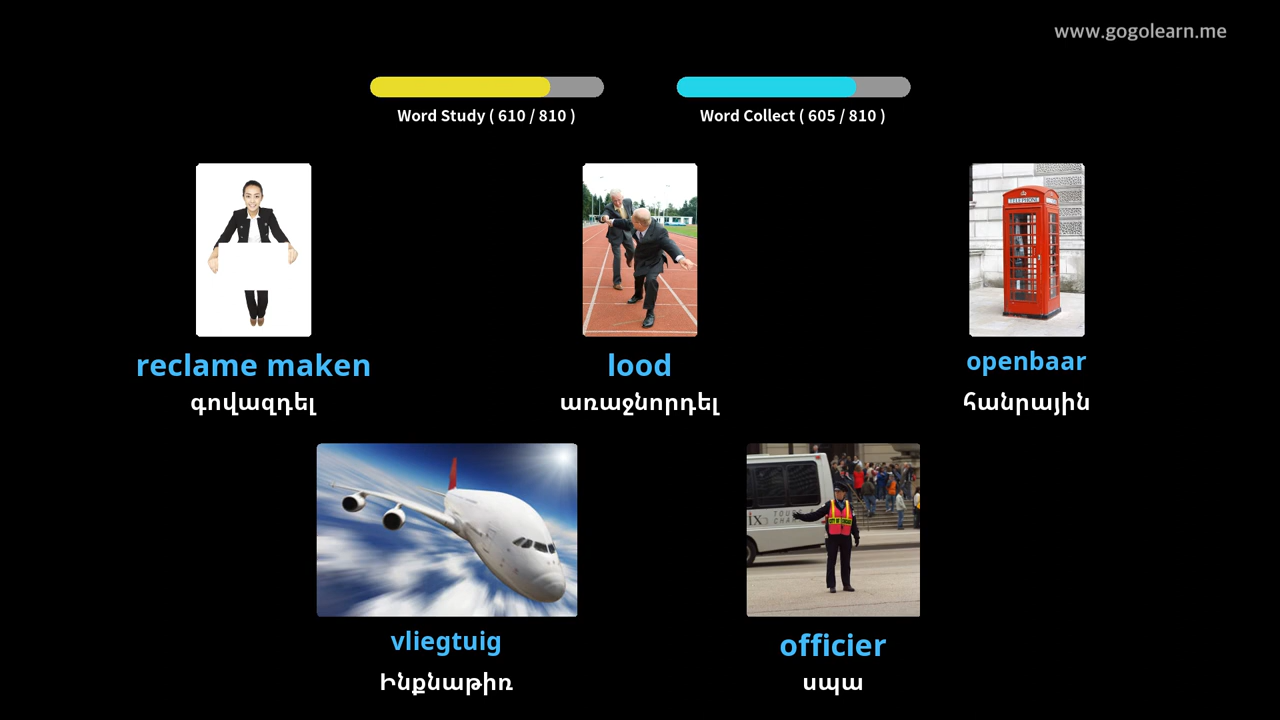 www.gogolearn.me
Word Study ( 610 / 810 )
Word Collect ( 605 / 810 )
TELEPHONE
reclame maken
lood
openbaar
գովազդել
առաջնորդել
հանրային
vliegtuig
officier
Ինքնաթիռ
սպա